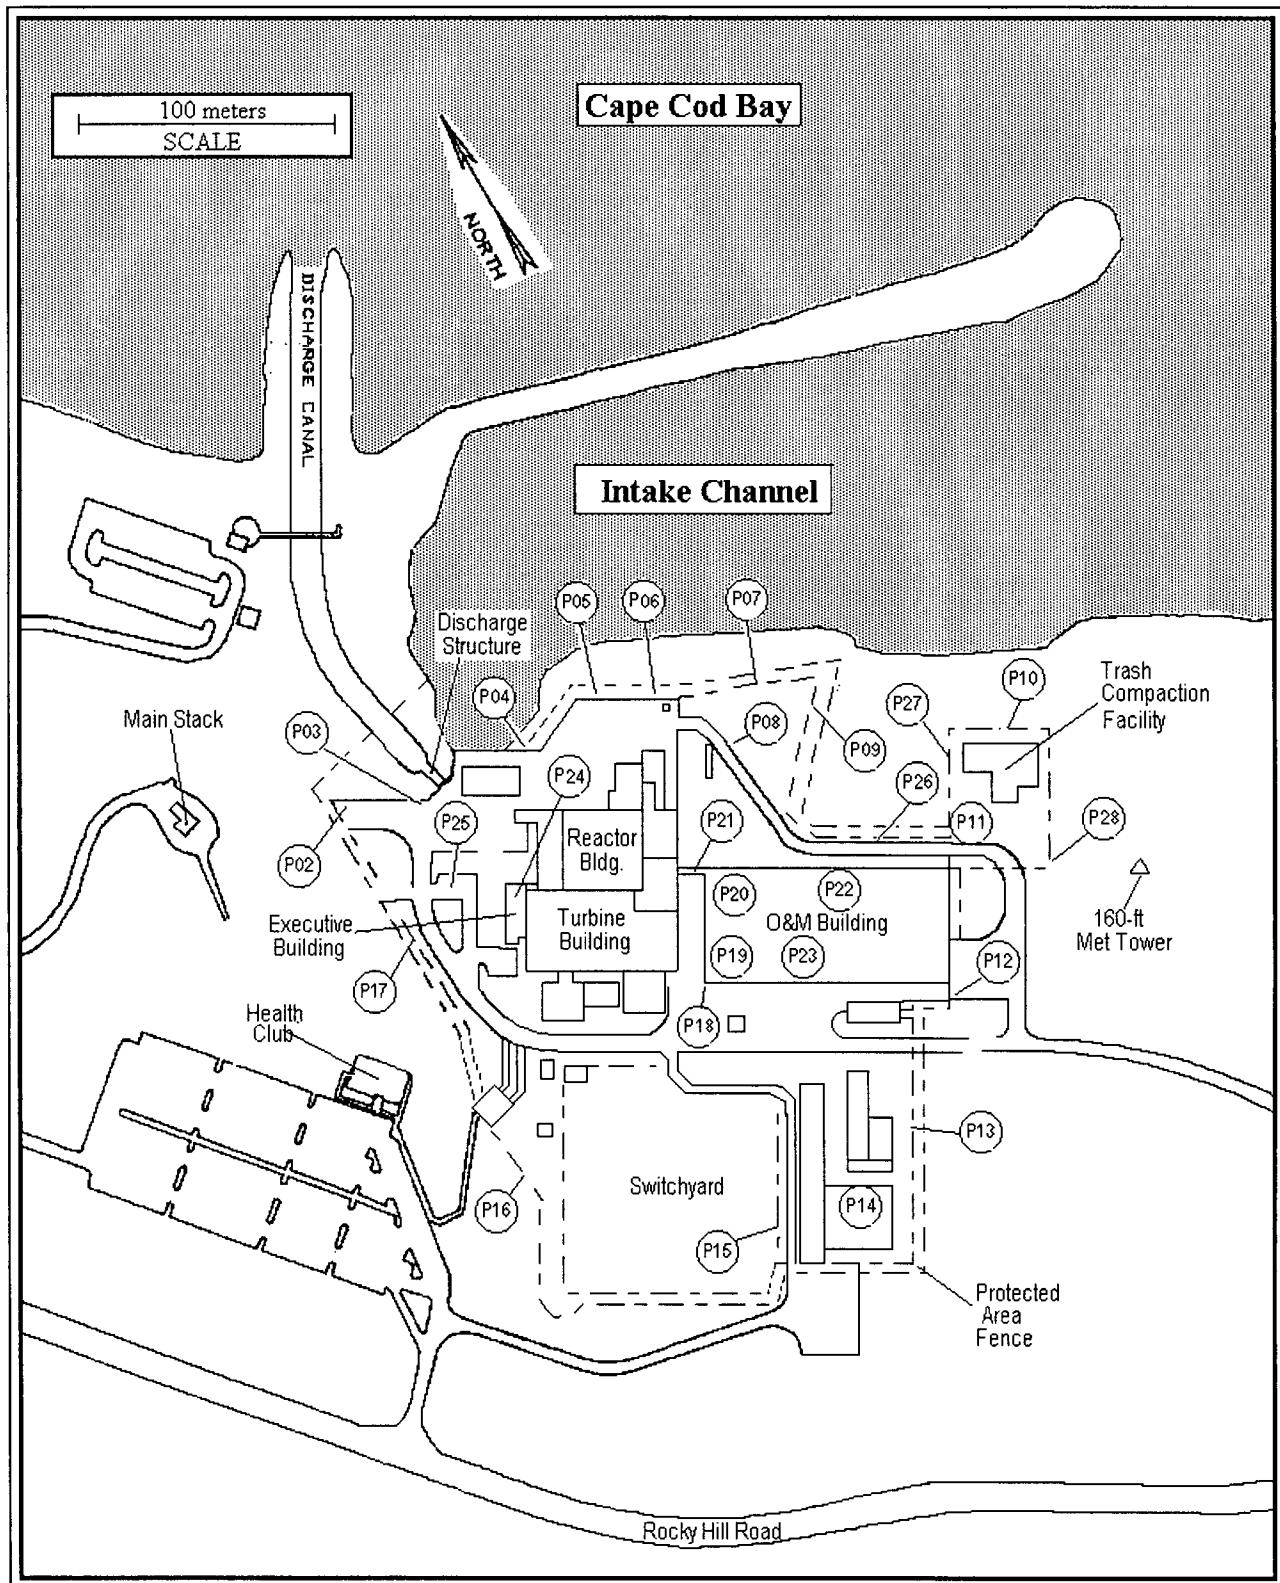 100 meters
SCALE
Cape Cod Bay
NORTH
DISCHARGE CANAL
Intake Channel
P05
P06
P07
Discharge
Structure
P04
P10
Trash
Compaction
Facility
P27
Main Stack
P03
P08
P09
P24
P26
P25
P21
P11
P28
Reactor
Bldg.
P02
P20
P22
Executive
Building
Turbine
Building
O&M Building
160-ft
Met Tower
P19
P23
P12
P17
Health
Club
P18
P13
Switchyard
P16
P14
P15
Protected
Area
Fence
Rocky Hill Road